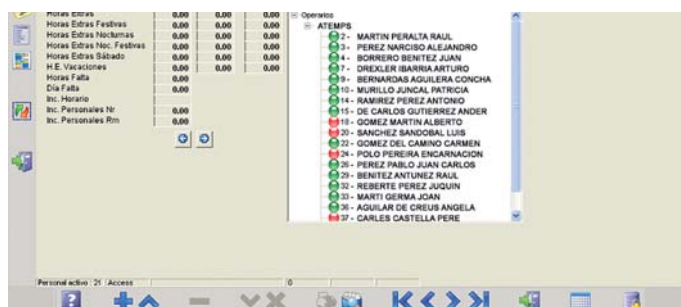 Horas Extras 0.00 0.00 0.00
Horas Extras Festivas 0.00 0.00 0.00
Horas Extras Nocturnas 0.00 0.00 0.00
Horas Extras Noc. Festivas 0.00 0.00 0.00
Horas Extras Sábado 0.00 0.00 0.00
H.E. Vacaciones 0.00 0.00 0.00
Horas Falta 0.00
Día Falta 0.00
Inc. Horario
Inc. Personales Nr 0.00
Inc. Personales Rm 0.00
Operarios
ATEMPS
2 - MARTIN PERALTA RAUL
3 - PEREZ NARCISO ALEJANDRO
4 - BORRERO BENITEZ JUAN
7 - DREXLER IBARRIA ARTURO
9 - BERNARDAS AGUILERA CONCHA
10 - MURILLO JUNCAL PATRICIA
14 - RAMIREZ PEREZ ANTONIO
15 - DE CARLOS GUTIERREZ ANDER
18 - GOMEZ MARTIN ALBERTO
20 - SANCHEZ SANDOBAL LUIS
22 - GOMEZ DEL CAMINO CARMEN
24 - POLO PEREIRA ENCARNACION
26 - PEREZ PABLO JUAN CARLOS
29 - BENITEZ ANTUNEZ RAUL
32 - REBERTE PEREZ JUQUIN
33 - MARTI GERMA JOAN
36 - AGUILAR DE CREUS ANGELA
37 - CARLES CASTELLA PERE
Personal activo : 21 Access 0